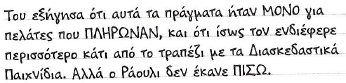 Του εξήγησα ότι αυτά τα πράγματα ήταν ΜΟΝΟ για
πελάτες που ΠΛΗΡΩΝΑΝ, και ότι ίσως τον ενδιέφερε
περισσότερο κάτι από το τραπέζι με τα Διασκεδαστικά
Παιχνίδια. Αλλά ο Ράουλι δεν έκανε ΠΙΣΩ.